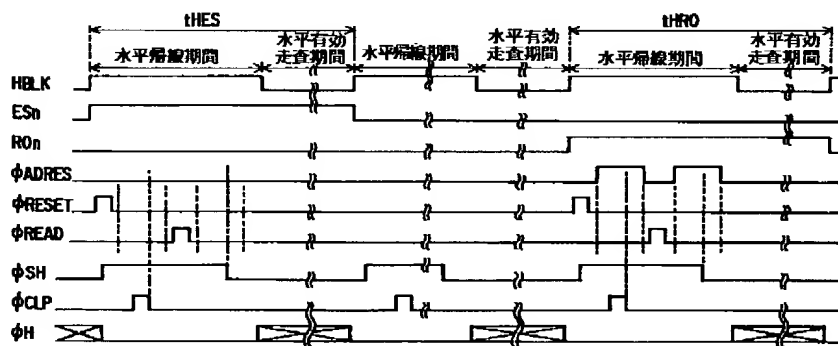 tHES
tHRO
水平帰線期間
水平有効
走査期間
水平帰線期間
水平有効
走査期間
水平帰線期間
水平有効
走査期間
HBLK
ESn
ROn
ϕADRES
ϕRESET
ϕREAD
ϕSH
ϕCLP
ϕH